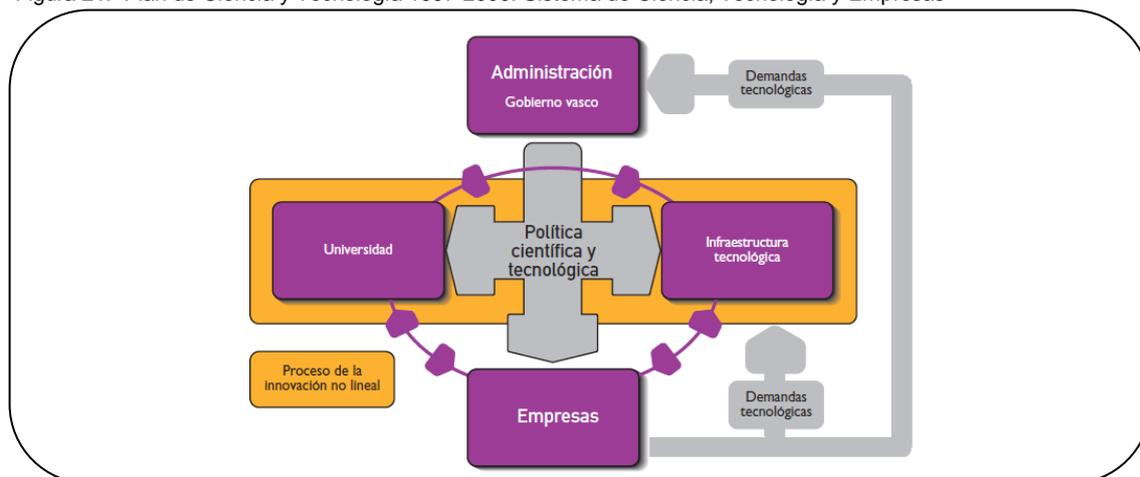 Administración
Gobierno vasco
Demandas
tecnológicas
Universidad
Política
científica y
tecnológica
Infraestructura
tecnológica
Proceso de la
innovación no lineal
Empresas
Demandas
tecnológicas